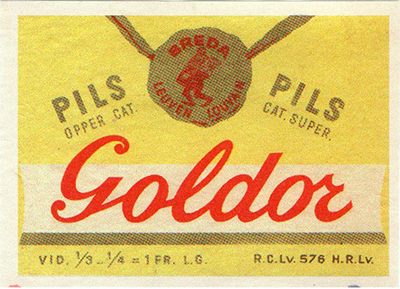 BREDA
LEUVEN LOUVAIN
PILS
OPPER CAT.
PILS
CAT. SUPER.
Goldor
VID. 1/3 - 1/4 = 1 FR. L.G.
R.C.Lv. 576 H.R.Lv.